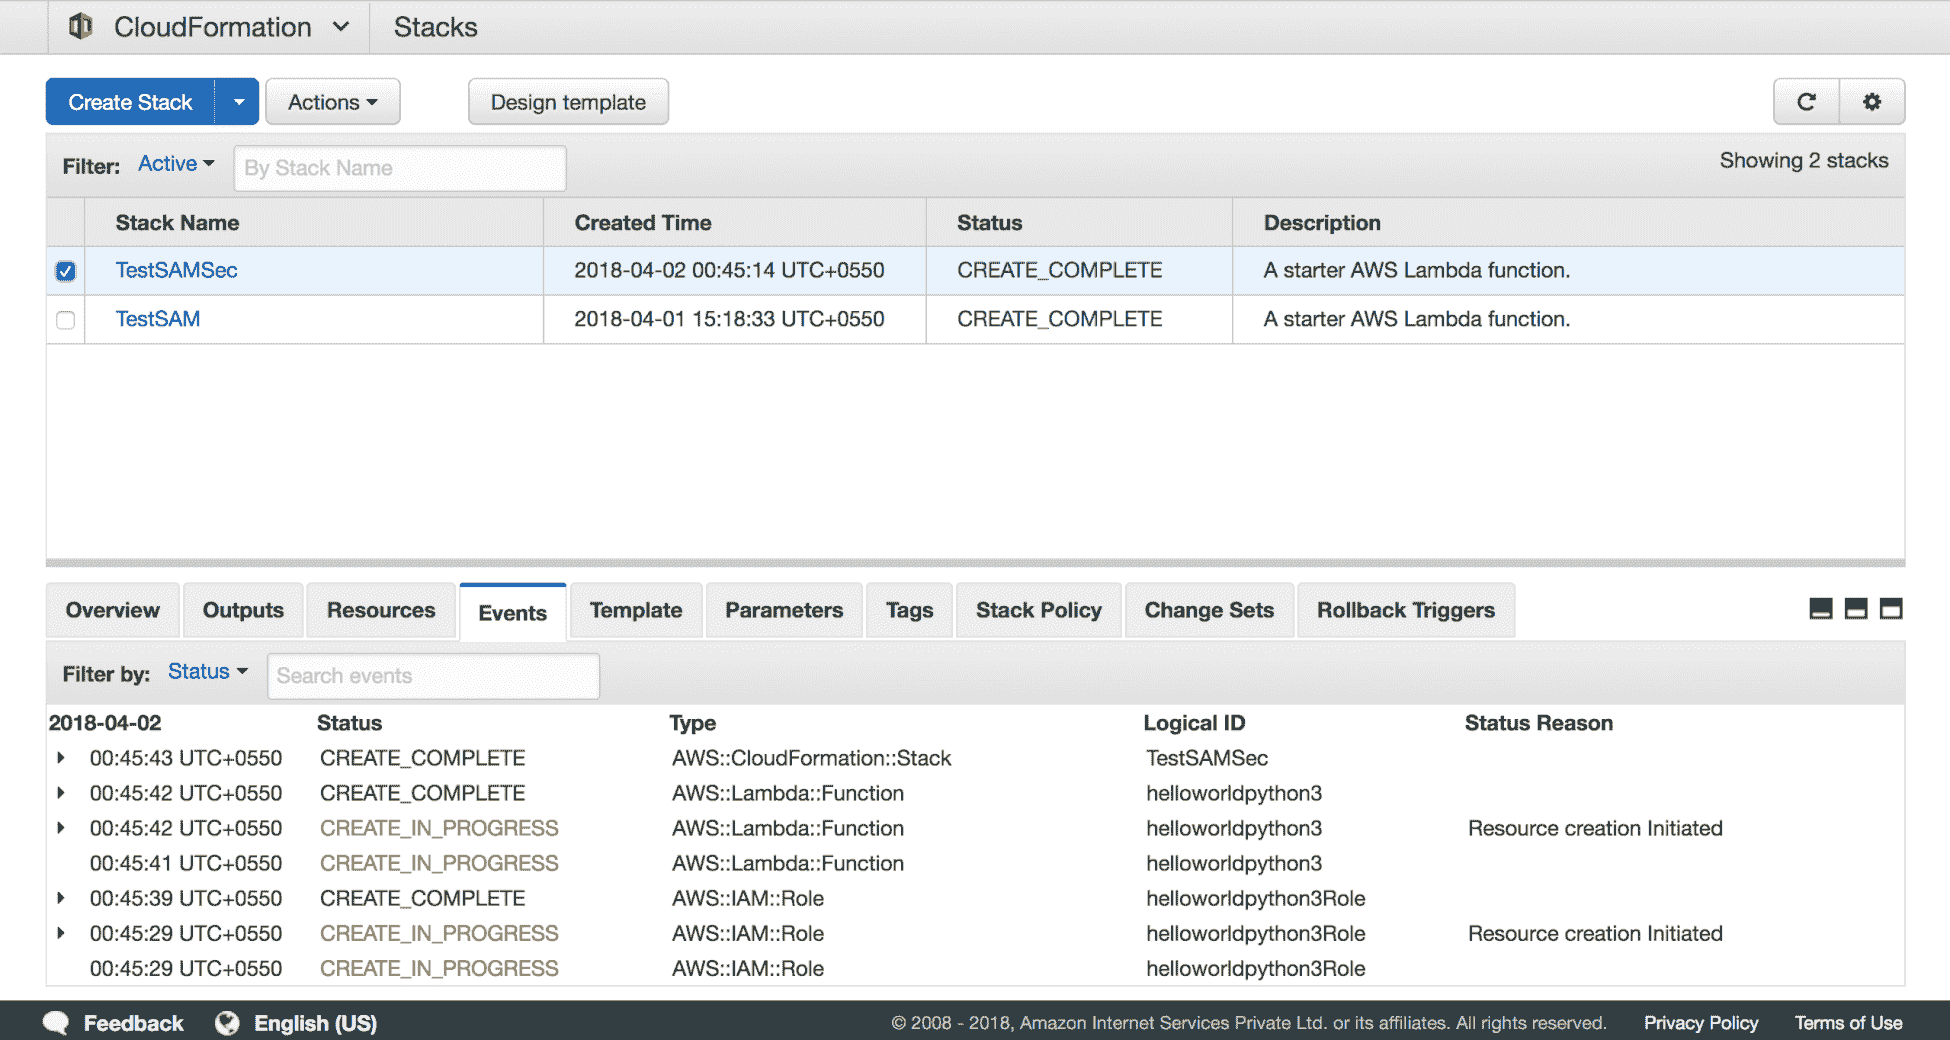 CloudFormation Stacks
Create Stack Actions Design template
Filter: Active By Stack Name Showing 2 stacks
Stack Name Created Time Status Description
TestSAMSec 2018-04-02 00:45:14 UTC+0550 CREATE_COMPLETE A starter AWS Lambda function.
TestSAM 2018-04-01 15:18:33 UTC+0550 CREATE_COMPLETE A starter AWS Lambda function.
Overview Outputs Resources Events Template Parameters Tags Stack Policy Change Sets Rollback Triggers
Filter by: Status Search events
2018-04-02 Status Type Logical ID Status Reason
00:45:43 UTC+0550 CREATE_COMPLETE AWS::CloudFormation::Stack TestSAMSec
00:45:42 UTC+0550 CREATE_COMPLETE AWS::Lambda::Function helloworldpython3
00:45:42 UTC+0550 CREATE_IN_PROGRESS AWS::Lambda::Function helloworldpython3 Resource creation Initiated
00:45:41 UTC+0550 CREATE_IN_PROGRESS AWS::Lambda::Function helloworldpython3
00:45:39 UTC+0550 CREATE_COMPLETE AWS::IAM::Role helloworldpython3Role
00:45:29 UTC+0550 CREATE_IN_PROGRESS AWS::IAM::Role helloworldpython3Role Resource creation Initiated
00:45:29 UTC+0550 CREATE_IN_PROGRESS AWS::IAM::Role helloworldpython3Role
Feedback English (US) © 2008 - 2018, Amazon Internet Services Private Ltd. or its affiliates. All rights reserved. Privacy Policy Terms of Use